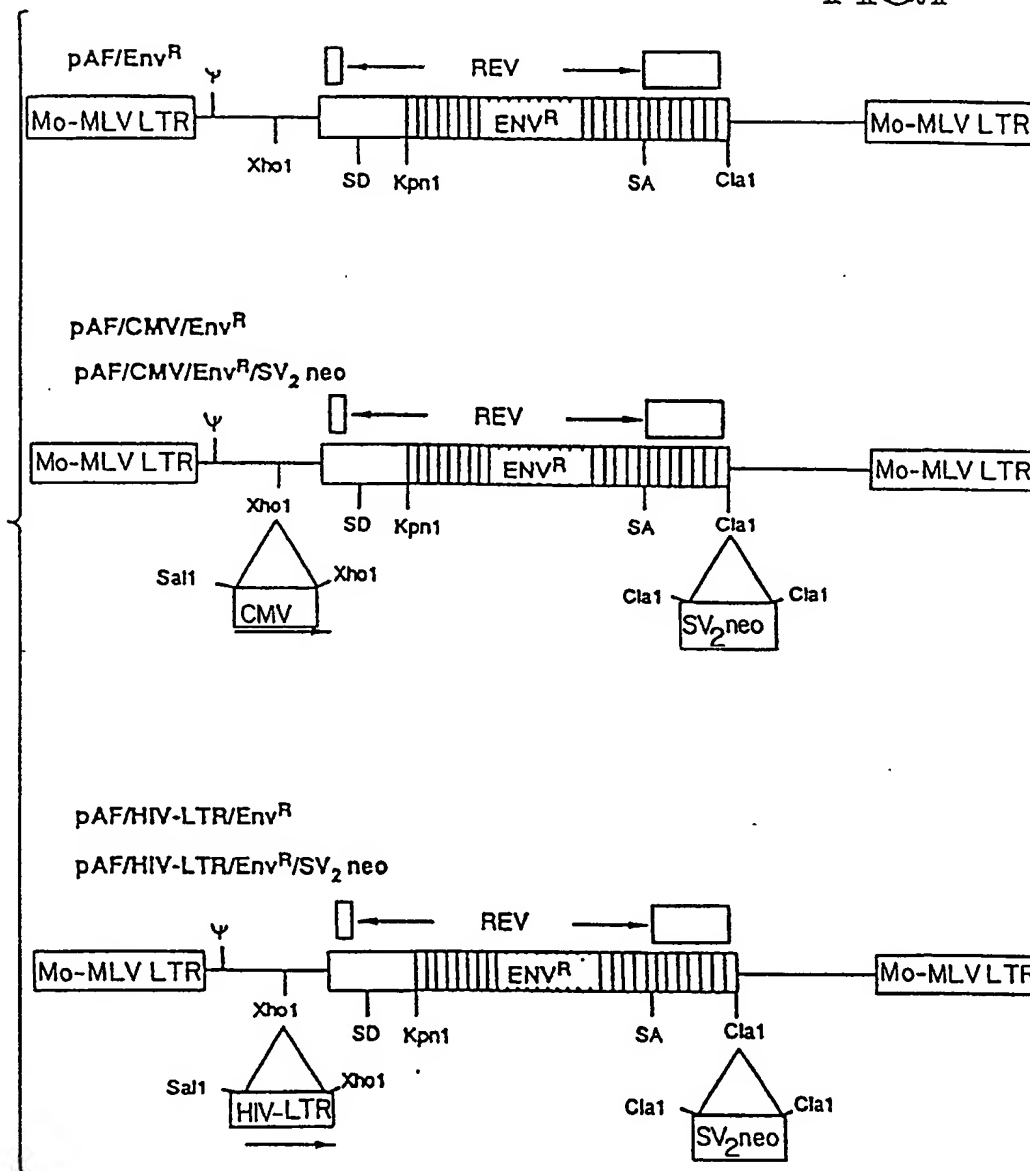 pAF/Env^R
Ψ
REV
Mo-MLV LTR
ENV^R
Mo-MLV LTR
Xho1
SD
Kpn1
SA
Cla1
pAF/CMV/Env^R
pAF/CMV/Env^R/SV₂ neo
Ψ
REV
Mo-MLV LTR
ENV^R
Mo-MLV LTR
Xho1
SD
Kpn1
SA
Cla1
Sal1
Xho1
CMV
Cla1
Cla1
SV₂neo
pAF/HIV-LTR/Env^R
pAF/HIV-LTR/Env^R/SV₂ neo
Ψ
REV
Mo-MLV LTR
ENV^R
Mo-MLV LTR
Xho1
SD
Kpn1
SA
Cla1
Sal1
Xho1
HIV-LTR
Cla1
Cla1
SV₂neo